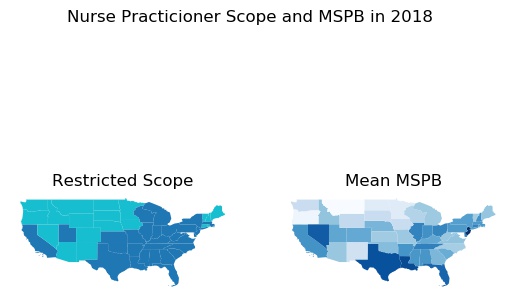 Nurse Practicioner Scope and MSPB in 2018
Restricted Scope
Mean MSPB